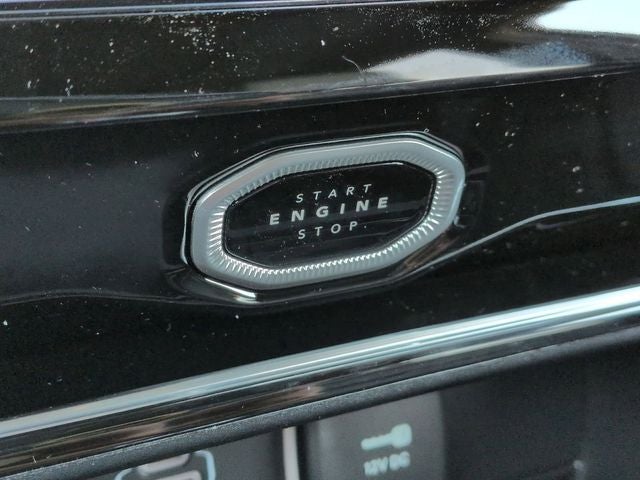 START
ENGINE
STOP
12V DC